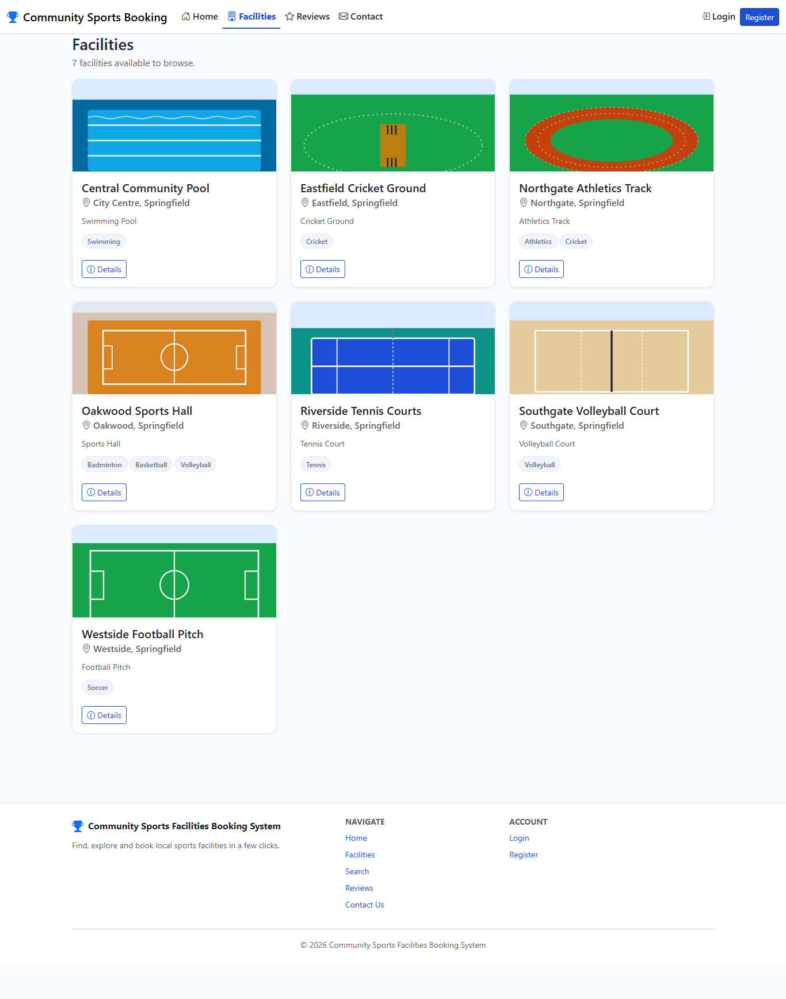 Community Sports Booking Home Facilities Reviews Contact Login Register
Facilities
7 facilities available to browse.
Central Community Pool
City Centre, Springfield
Swimming Pool
Swimming
Details
Eastfield Cricket Ground
Eastfield, Springfield
Cricket Ground
Cricket
Details
Northgate Athletics Track
Northgate, Springfield
Athletics Track
Athletics Cricket
Details
Oakwood Sports Hall
Oakwood, Springfield
Sports Hall
Badminton Basketball Volleyball
Details
Riverside Tennis Courts
Riverside, Springfield
Tennis Court
Tennis
Details
Southgate Volleyball Court
Southgate, Springfield
Volleyball Court
Volleyball
Details
Westside Football Pitch
Westside, Springfield
Football Pitch
Soccer
Details
Community Sports Facilities Booking System
Find, explore and book local sports facilities in a few clicks.
NAVIGATE
Home
Facilities
Search
Reviews
Contact Us
ACCOUNT
Login
Register
© 2026 Community Sports Facilities Booking System